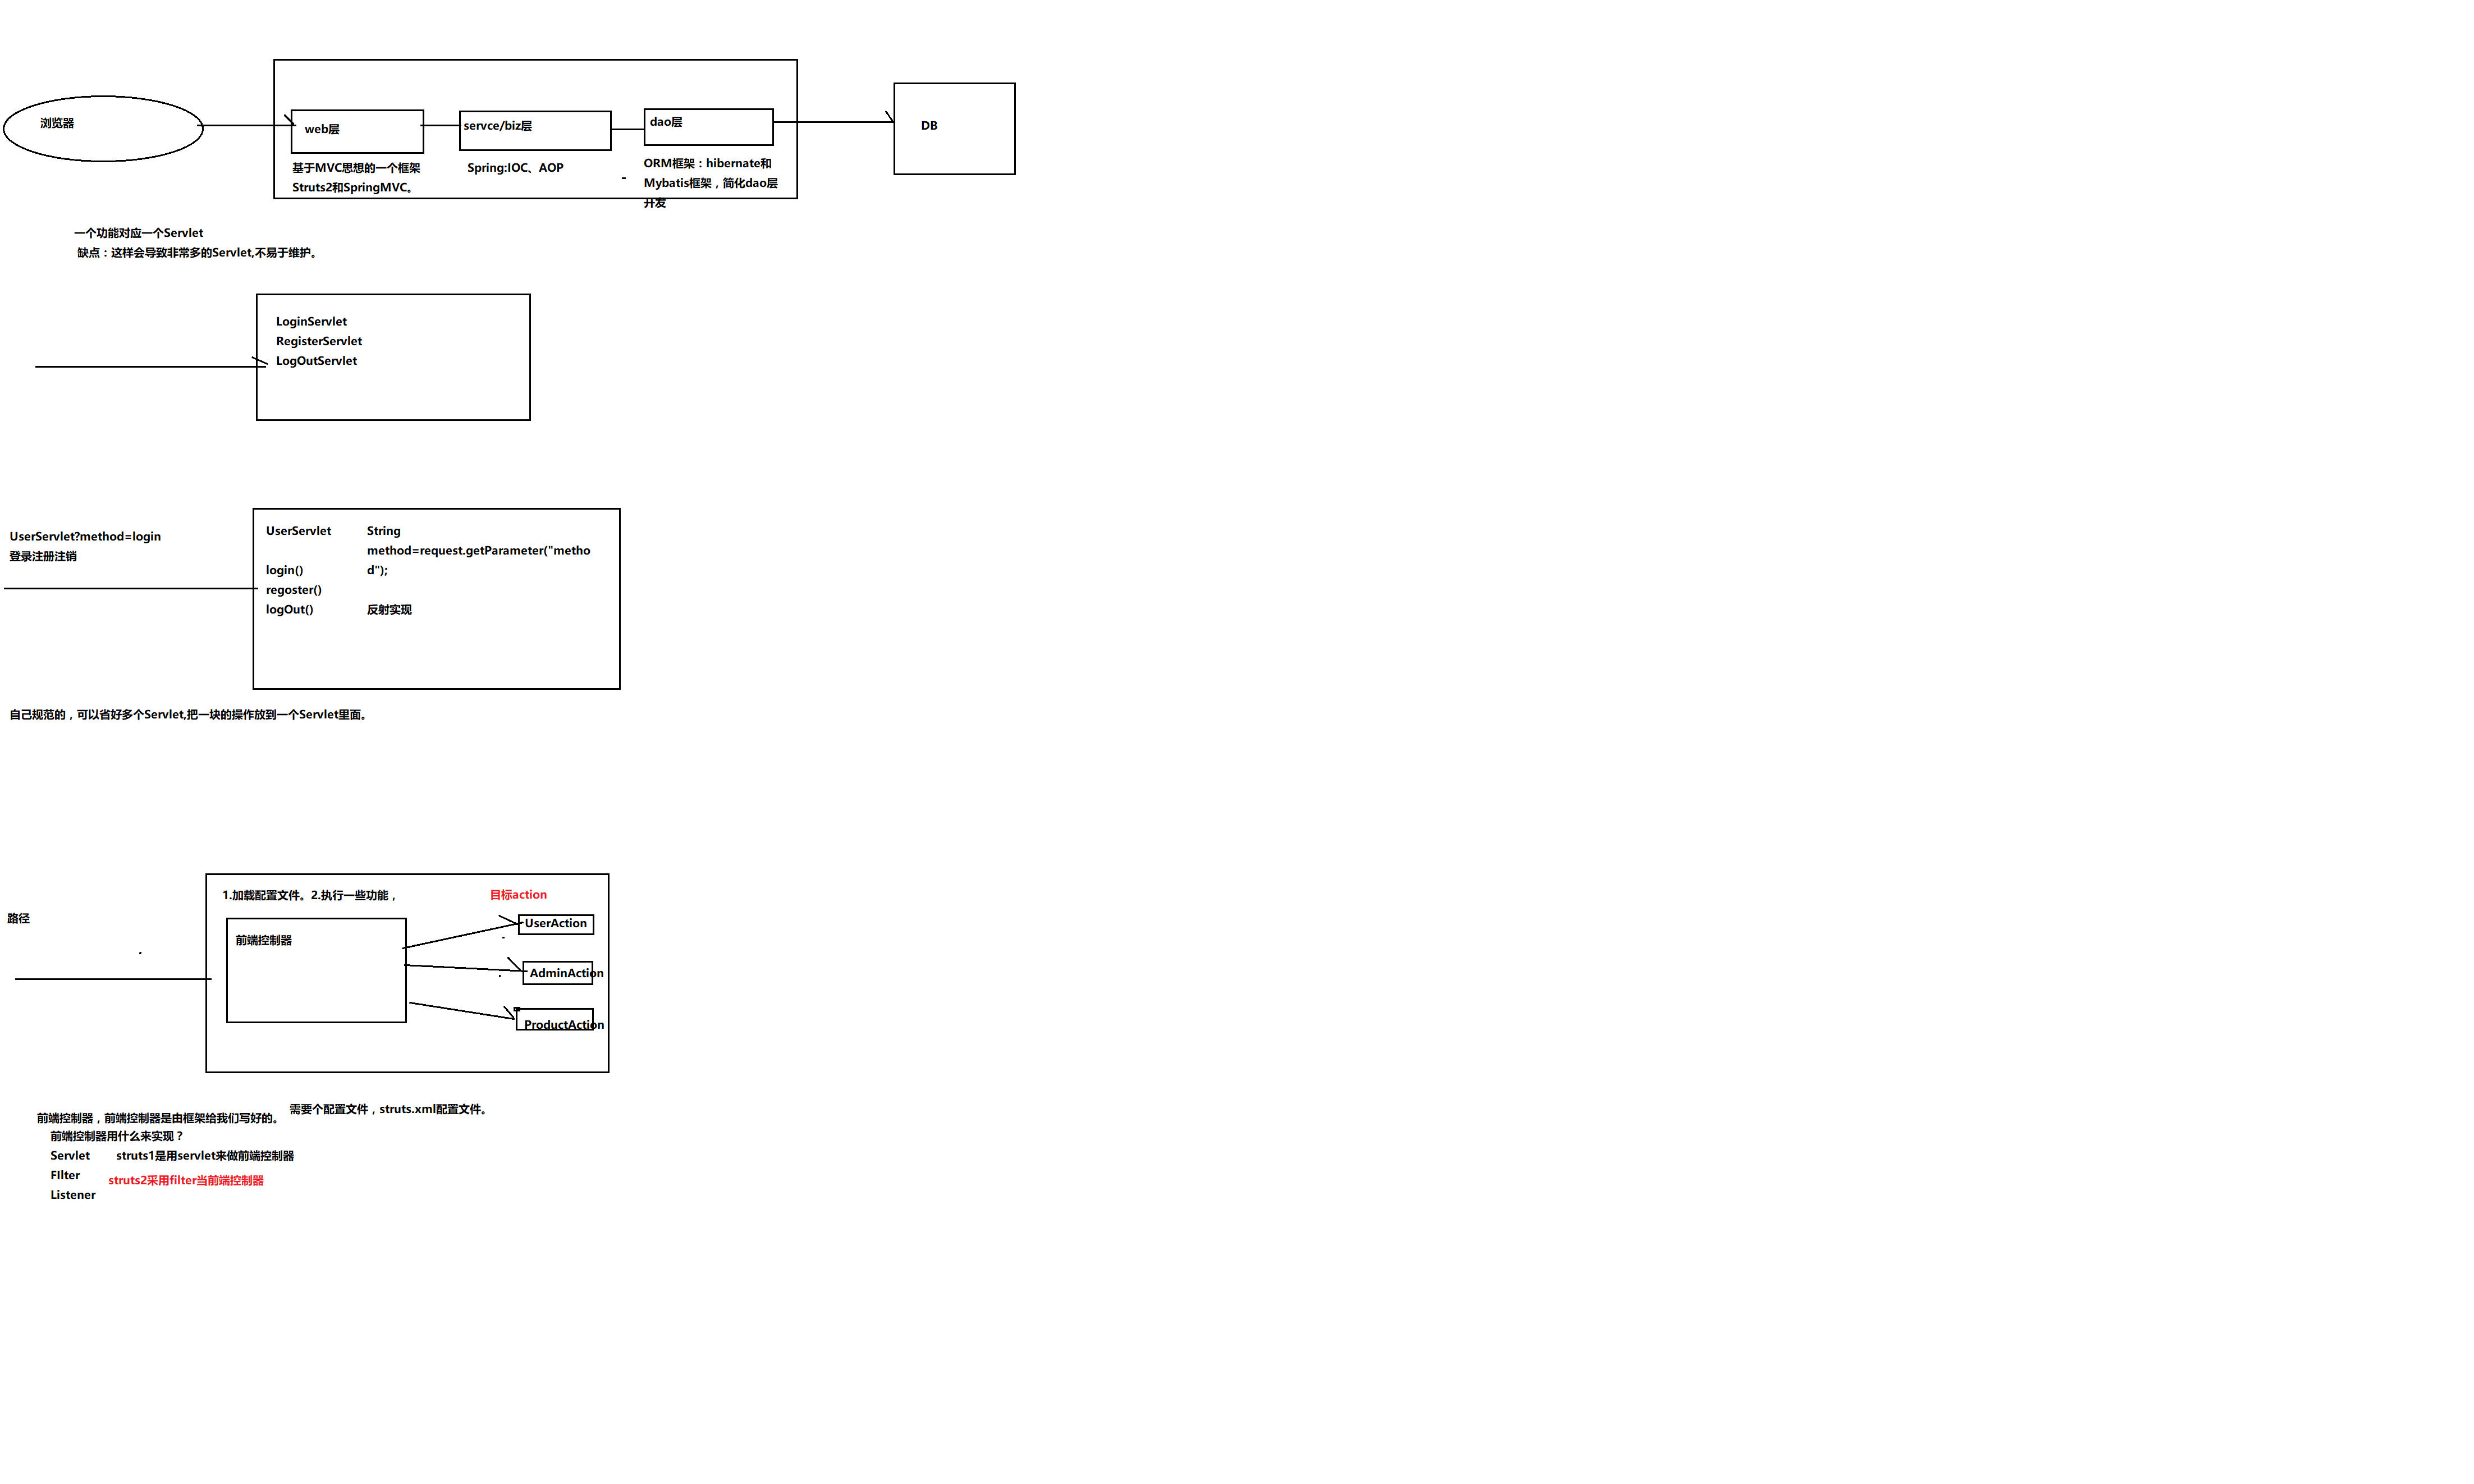 浏览器
web层
servce/biz层
dao层
DB
基于MVC思想的一个框架
Struts2和SpringMVC。
Spring:IOC、AOP
ORM框架：hibernate和
Mybatis框架，简化dao层
开发
一个功能对应一个Servlet
缺点：这样会导致非常多的Servlet,不易于维护。
LoginServlet
RegisterServlet
LogOutServlet
UserServlet?method=login
登录注册注销
UserServlet
login()
regoster()
logOut()
String
method=request.getParameter("metho
d");
反射实现
自己规范的，可以省好多个Servlet,把一块的操作放到一个Servlet里面。
路径
1.加载配置文件。2.执行一些功能，
目标action
前端控制器
UserAction
AdminAction
ProductAction
需要个配置文件，struts.xml配置文件。
前端控制器，前端控制器是由框架给我们写好的。
前端控制器用什么来实现？
Servlet
struts1是用servlet来做前端控制器
FIlter
struts2采用filter当前端控制器
Listener